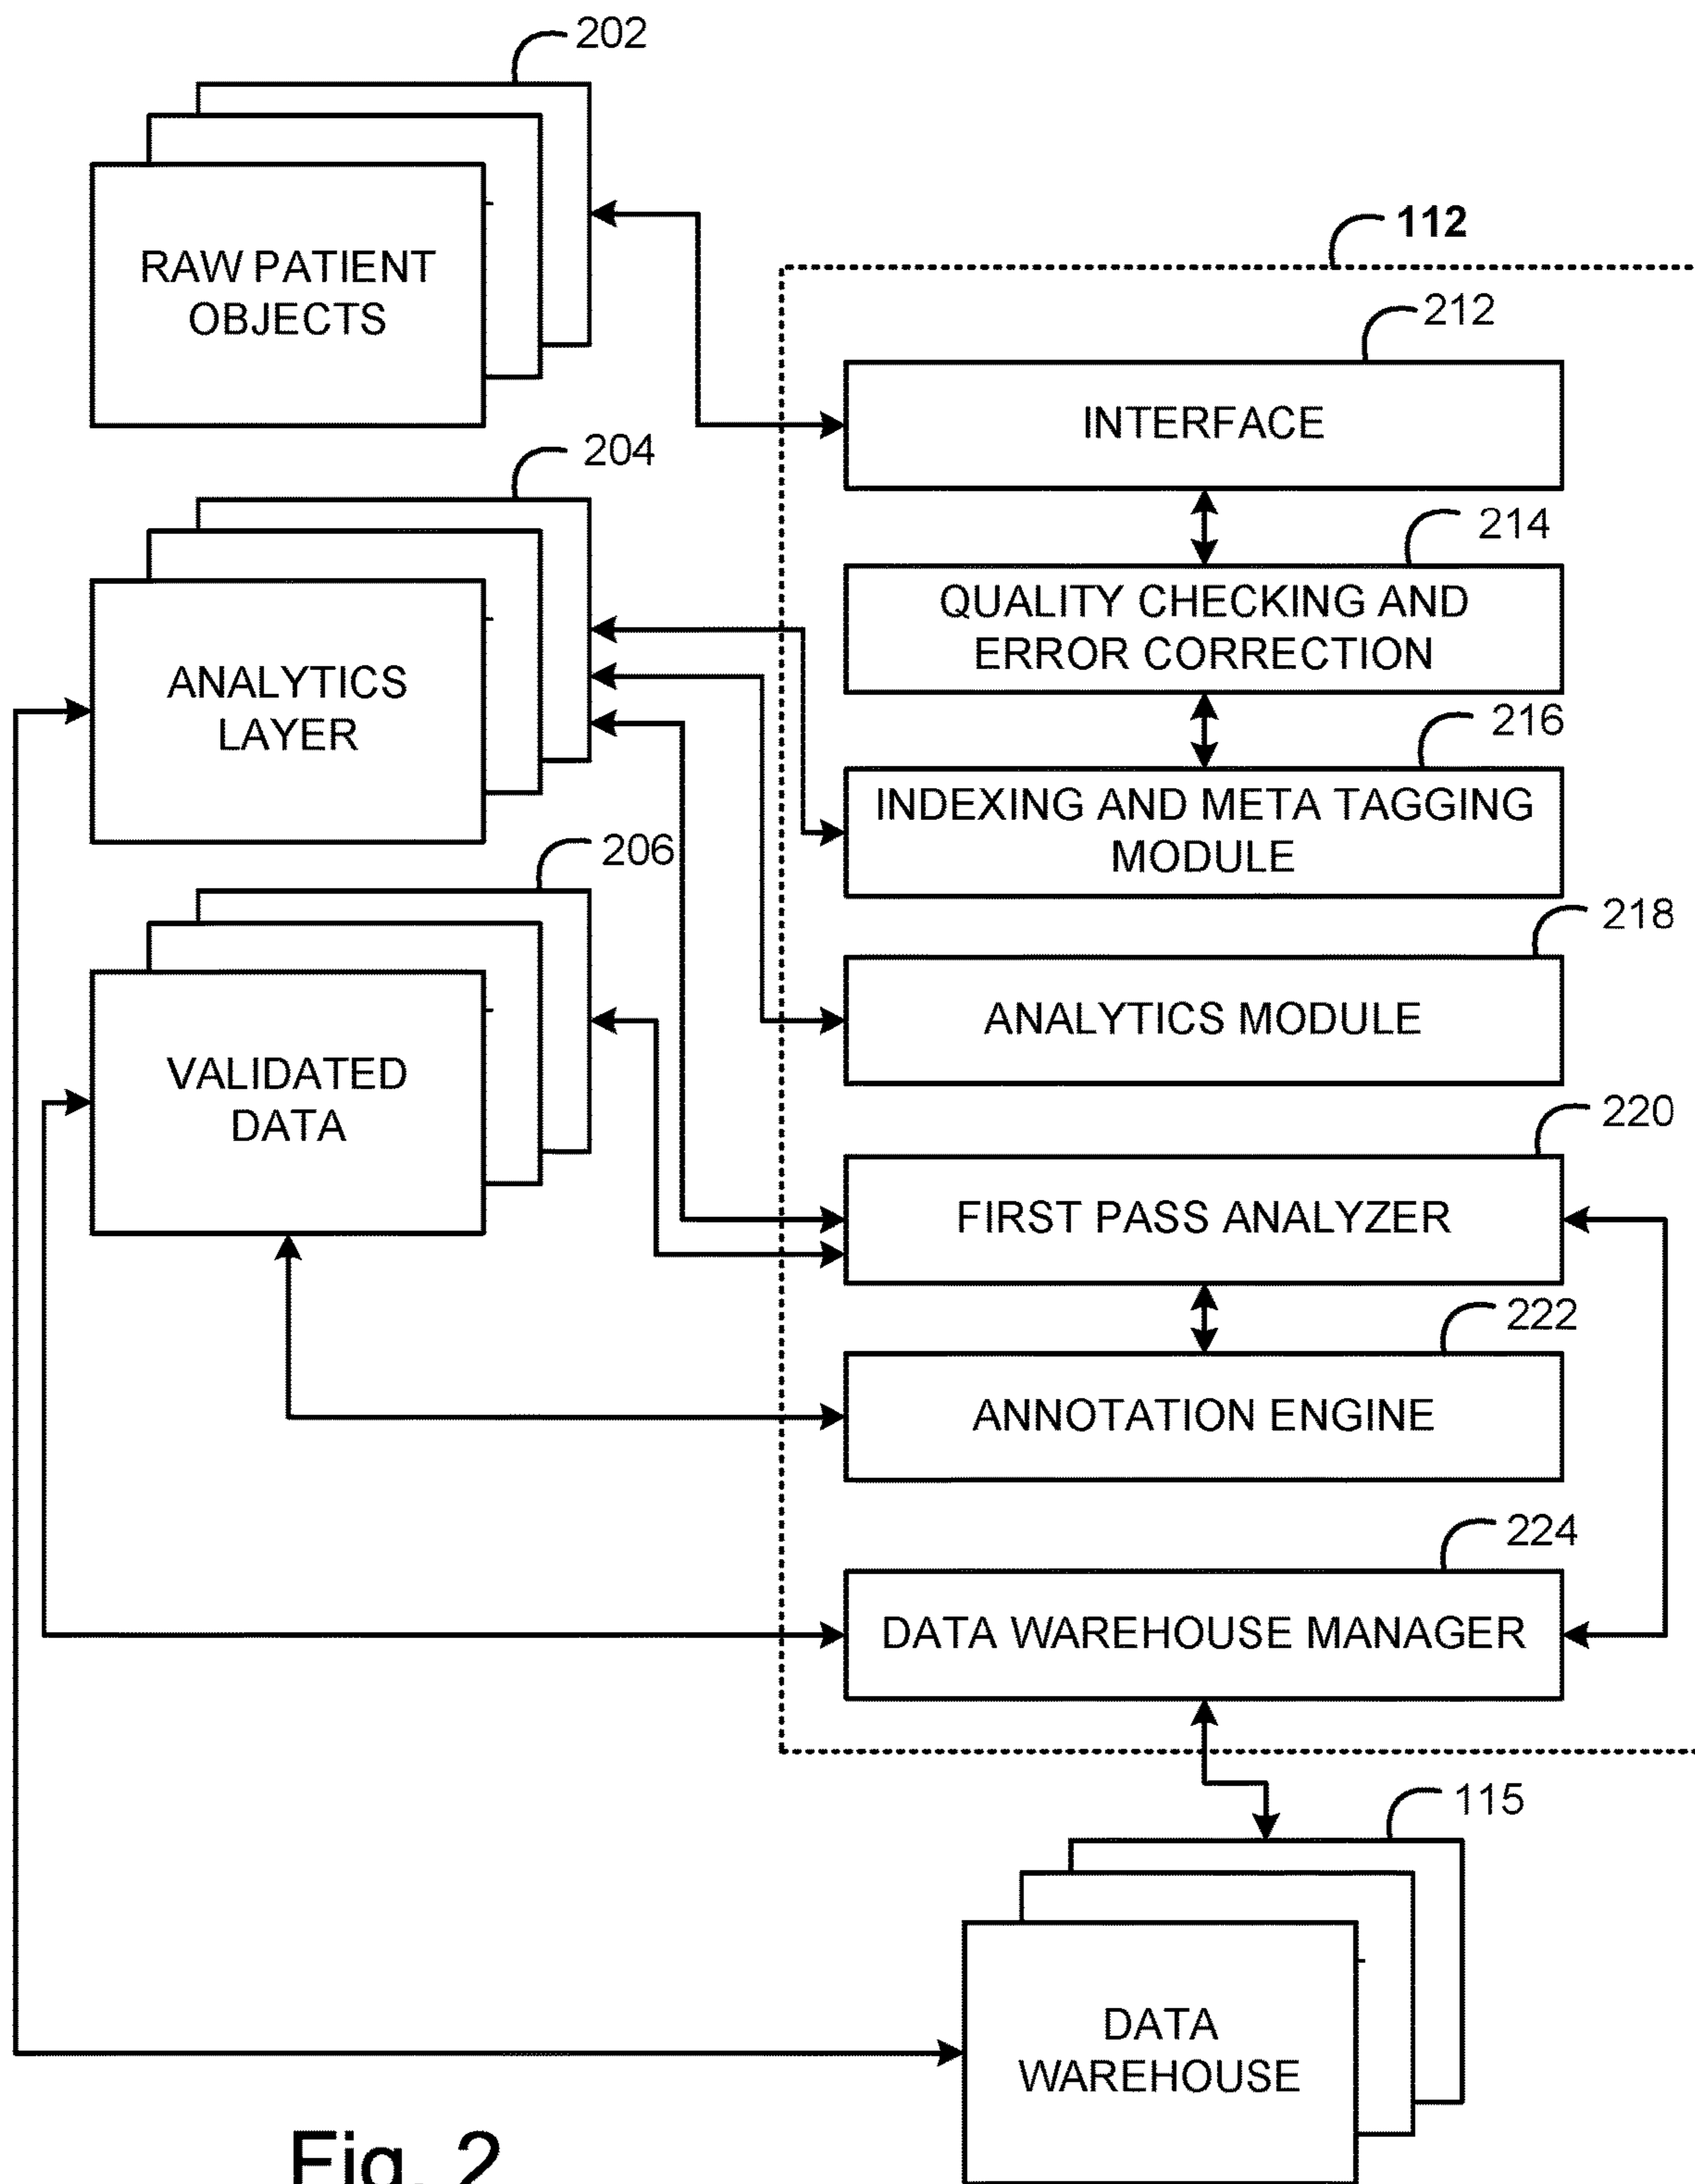 202
RAW PATIENT
OBJECTS
112
212
INTERFACE
204
214
QUALITY CHECKING AND
ERROR CORRECTION
ANALYTICS
LAYER
216
INDEXING AND META TAGGING
MODULE
206
218
ANALYTICS MODULE
VALIDATED
DATA
220
FIRST PASS ANALYZER
222
ANNOTATION ENGINE
224
DATA WAREHOUSE MANAGER
115
DATA
WAREHOUSE
Fig. 2